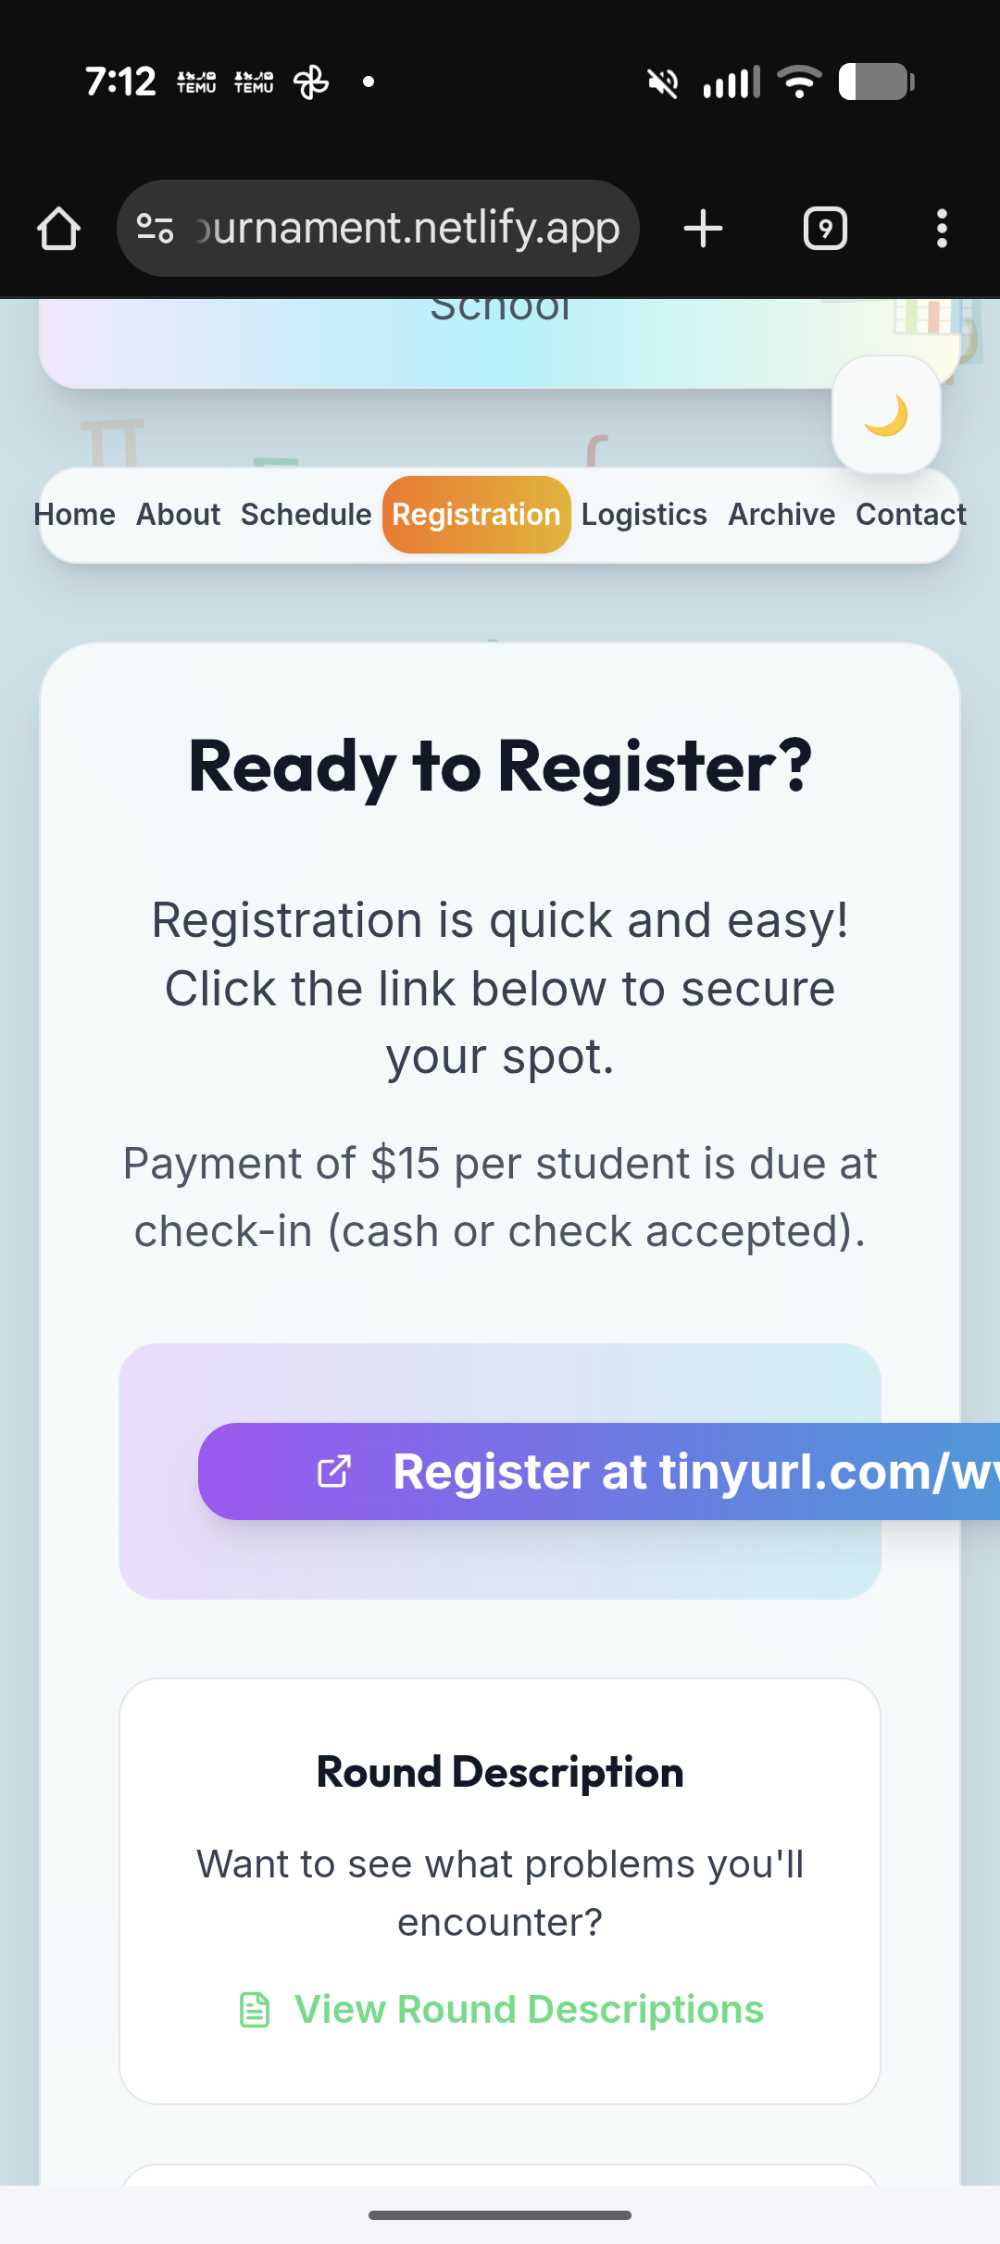 7:12 TEMU TEMU
ournament.netlify.app 9
School
Home About Schedule Registration Logistics Archive Contact
Ready to Register?
Registration is quick and easy!
Click the link below to secure
your spot.
Payment of $15 per student is due at
check-in (cash or check accepted).
Register at tinyurl.com/wv
Round Description
Want to see what problems you'll
encounter?
View Round Descriptions